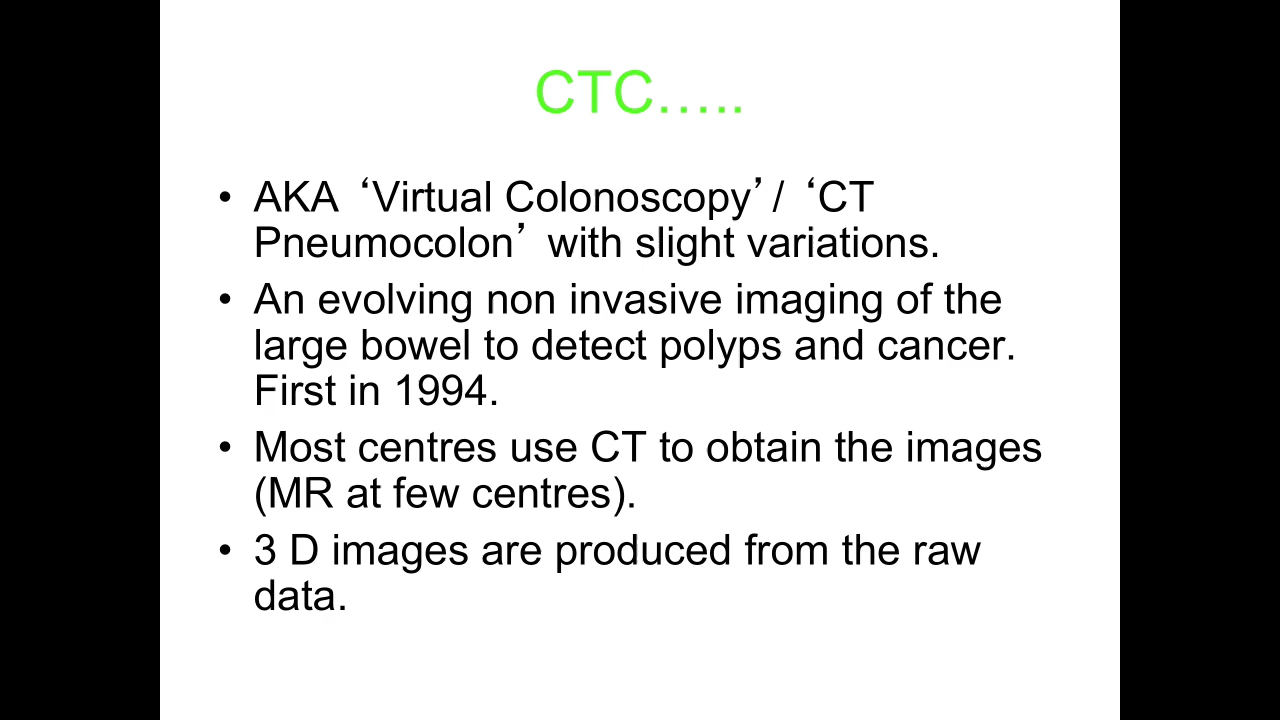 CTC…..
• AKA ‘Virtual Colonoscopy’/ ‘CT
Pneumocolon’ with slight variations.
• An evolving non invasive imaging of the
large bowel to detect polyps and cancer.
First in 1994.
• Most centres use CT to obtain the images
(MR at few centres).
• 3 D images are produced from the raw
data.